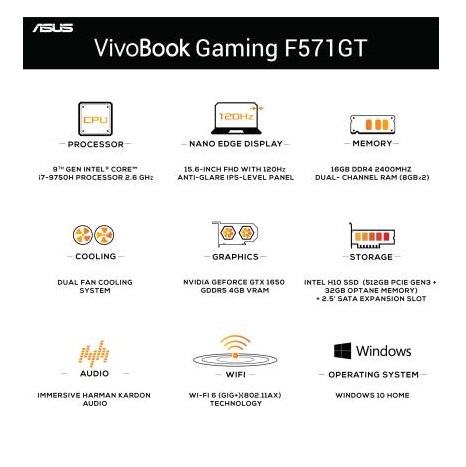 ASUS
VivoBook Gaming F571GT
CPU
120Hz
PROCESSOR
NANO EDGE DISPLAY
MEMORY
9TH GEN INTEL® CORE™
i7-9750H PROCESSOR 2.6 GHz
15.6-INCH FHD WITH 120Hz
ANTI-GLARE IPS-LEVEL PANEL
16GB DDR4 2400MHZ
DUAL- CHANNEL RAM (8GBx2)
COOLING
GRAPHICS
STORAGE
DUAL FAN COOLING
SYSTEM
NVIDIA GEFORCE GTX 1650
GDDR5 4GB VRAM
INTEL H10 SSD (512GB PCIE GEN3 +
32GB OPTANE MEMORY)
+ 2.5' SATA EXPANSION SLOT
Windows
AUDIO
WIFI
OPERATING SYSTEM
IMMERSIVE HARMAN KARDON
AUDIO
WI-FI 6 (GIG+)(802.11AX)
TECHNOLOGY
WINDOWS 10 HOME